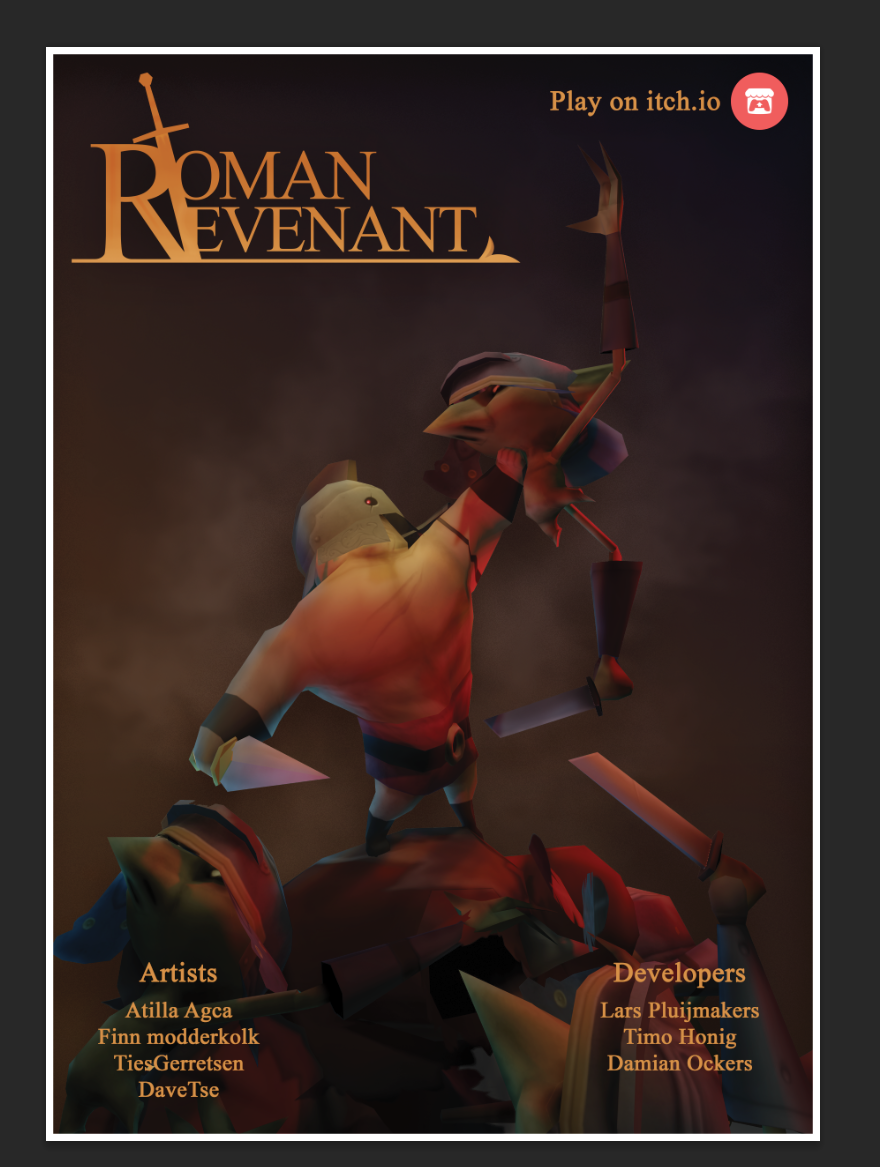 Play on itch.io
ROMAN
REVENANT
Artists
Atilla Agca
Finn modderkolk
TiesGerretsen
DaveTse
Developers
Lars Pluijmakers
Timo Honig
Damian Ockers